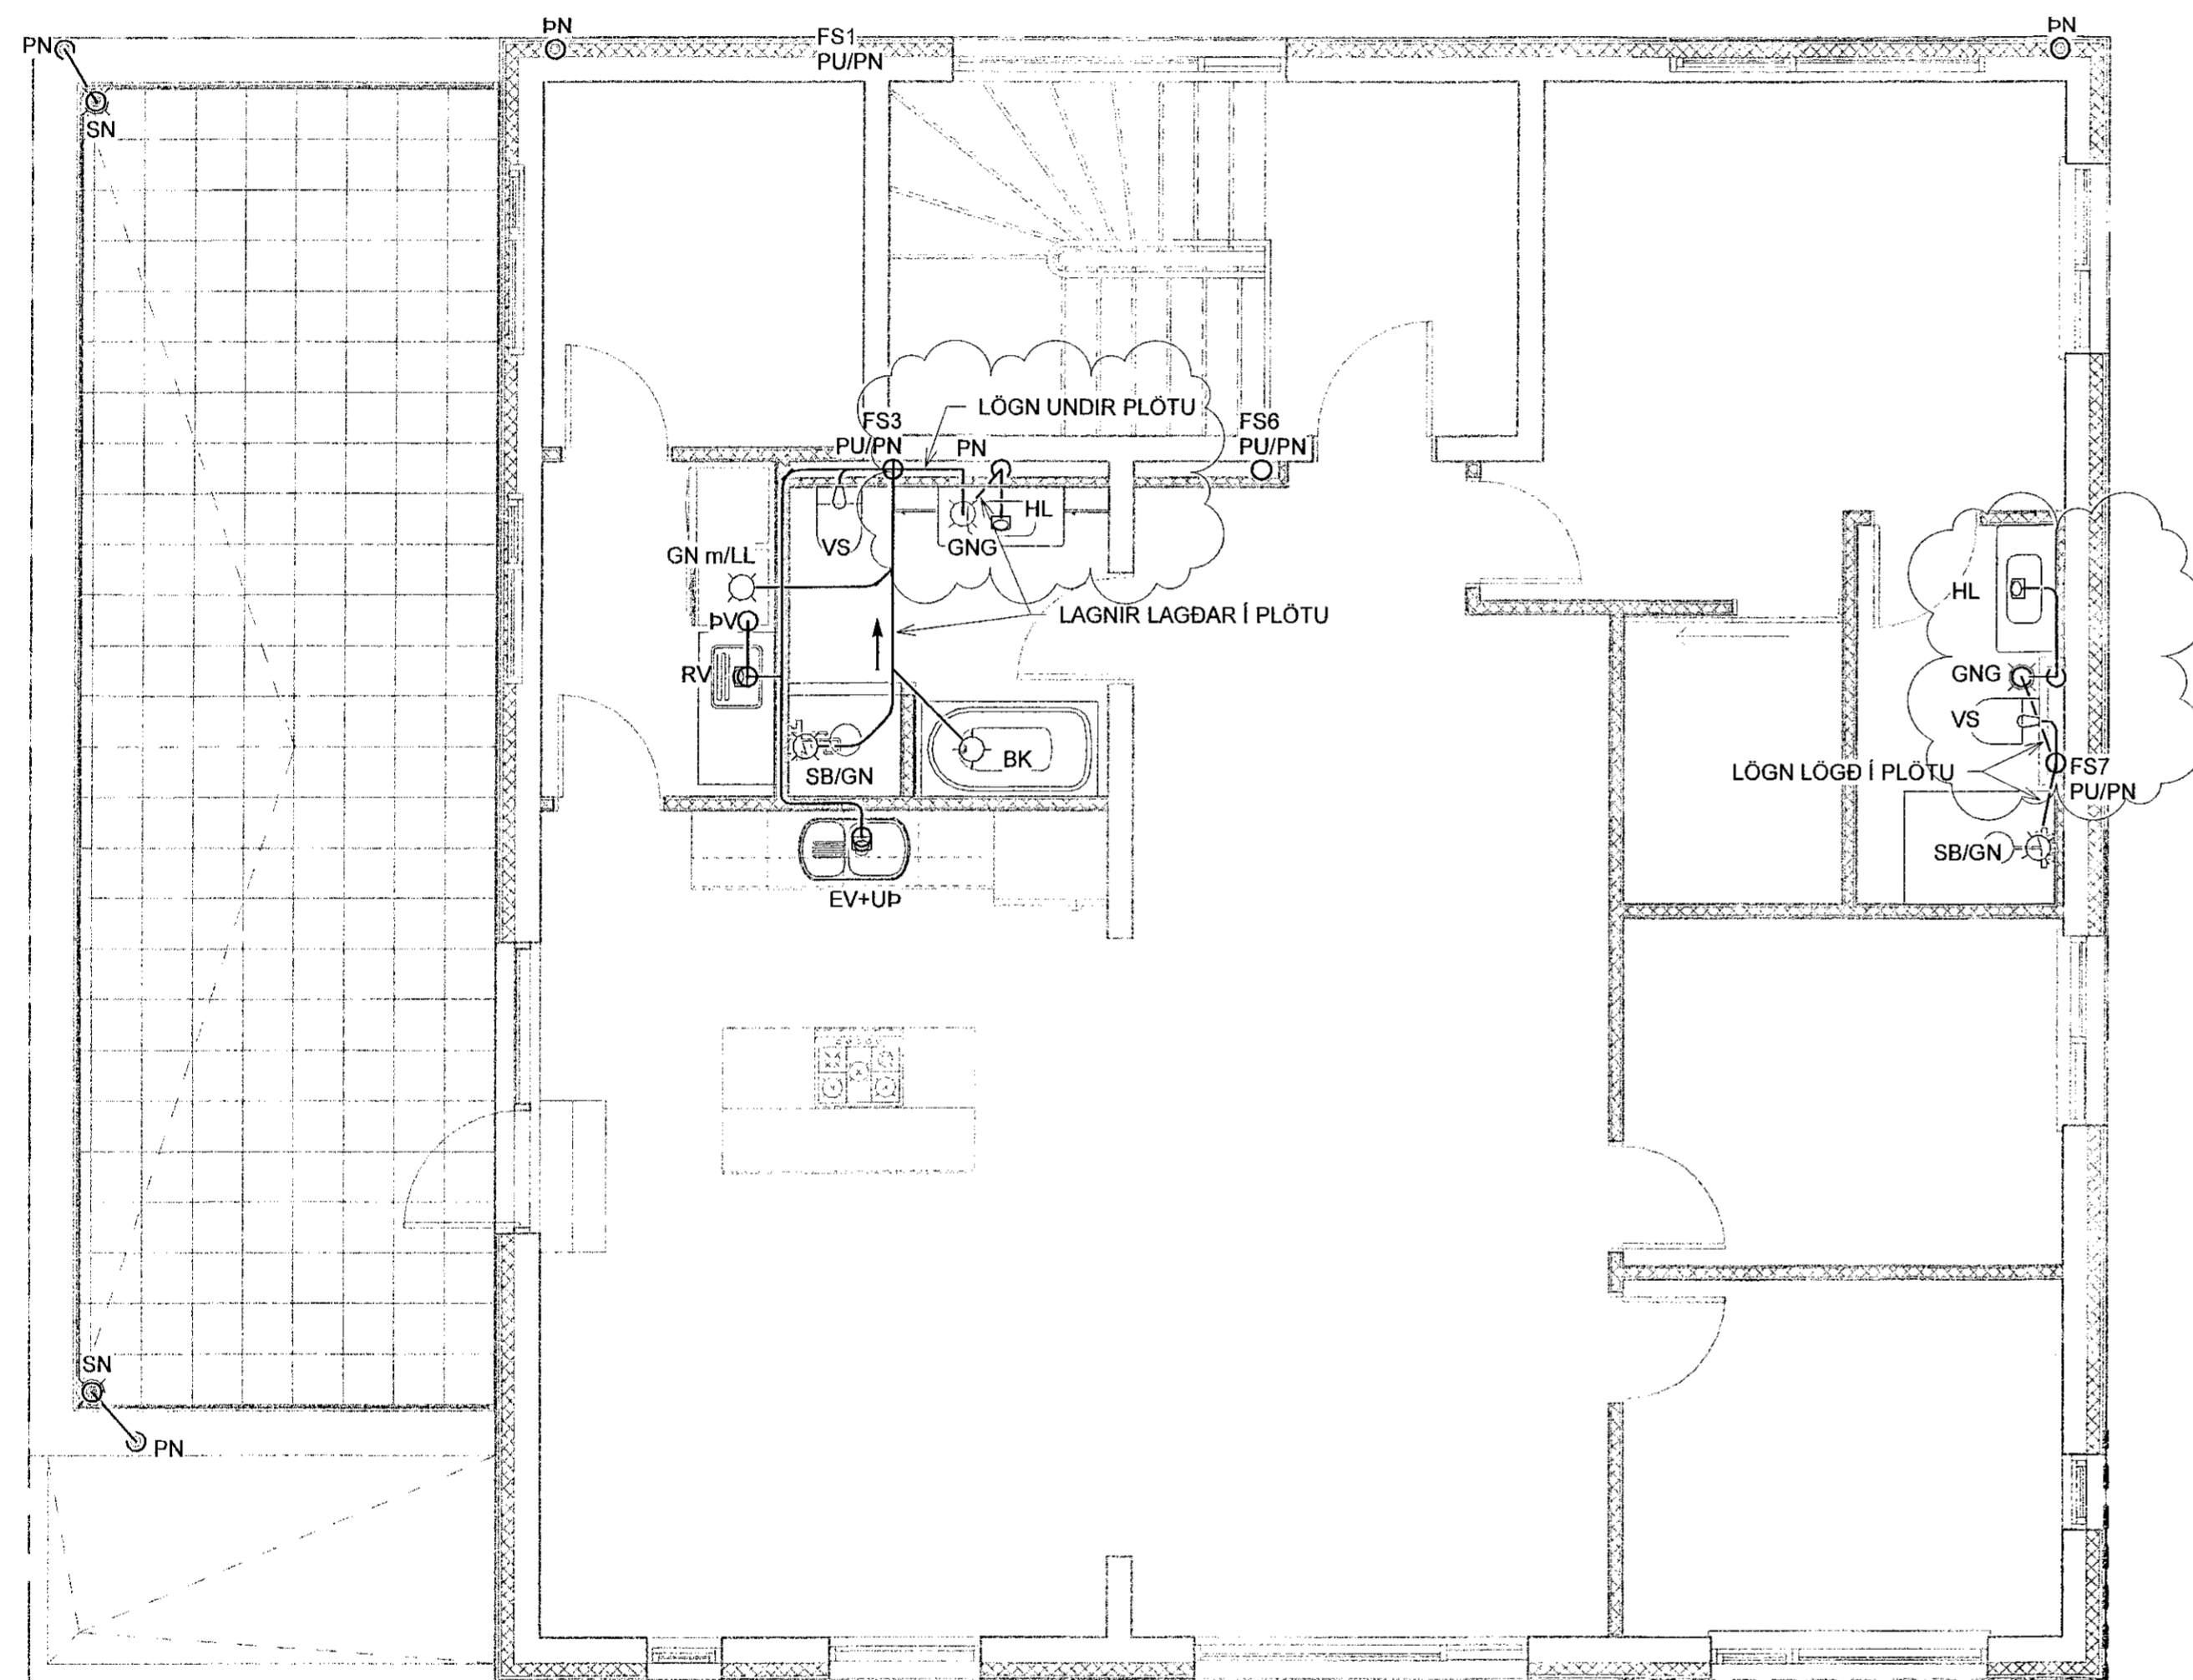 ÞN
ÞN
PN
FS1
PU/PN
SN
LÖGN UNDIR PLÖTU
FS3
PU/PN
PN
FS6
PU/PN
HL
VS
GNG
GN m/LL
HL
LAGNIR LAGÐAR Í PLÖTU
ÞV
RV
GNG
VS
BK
SB/GN
LÖGN LÖGÐ Í PLÖTU
FS7
PU/PN
SB/GN
EV+UÞ
SN
PN